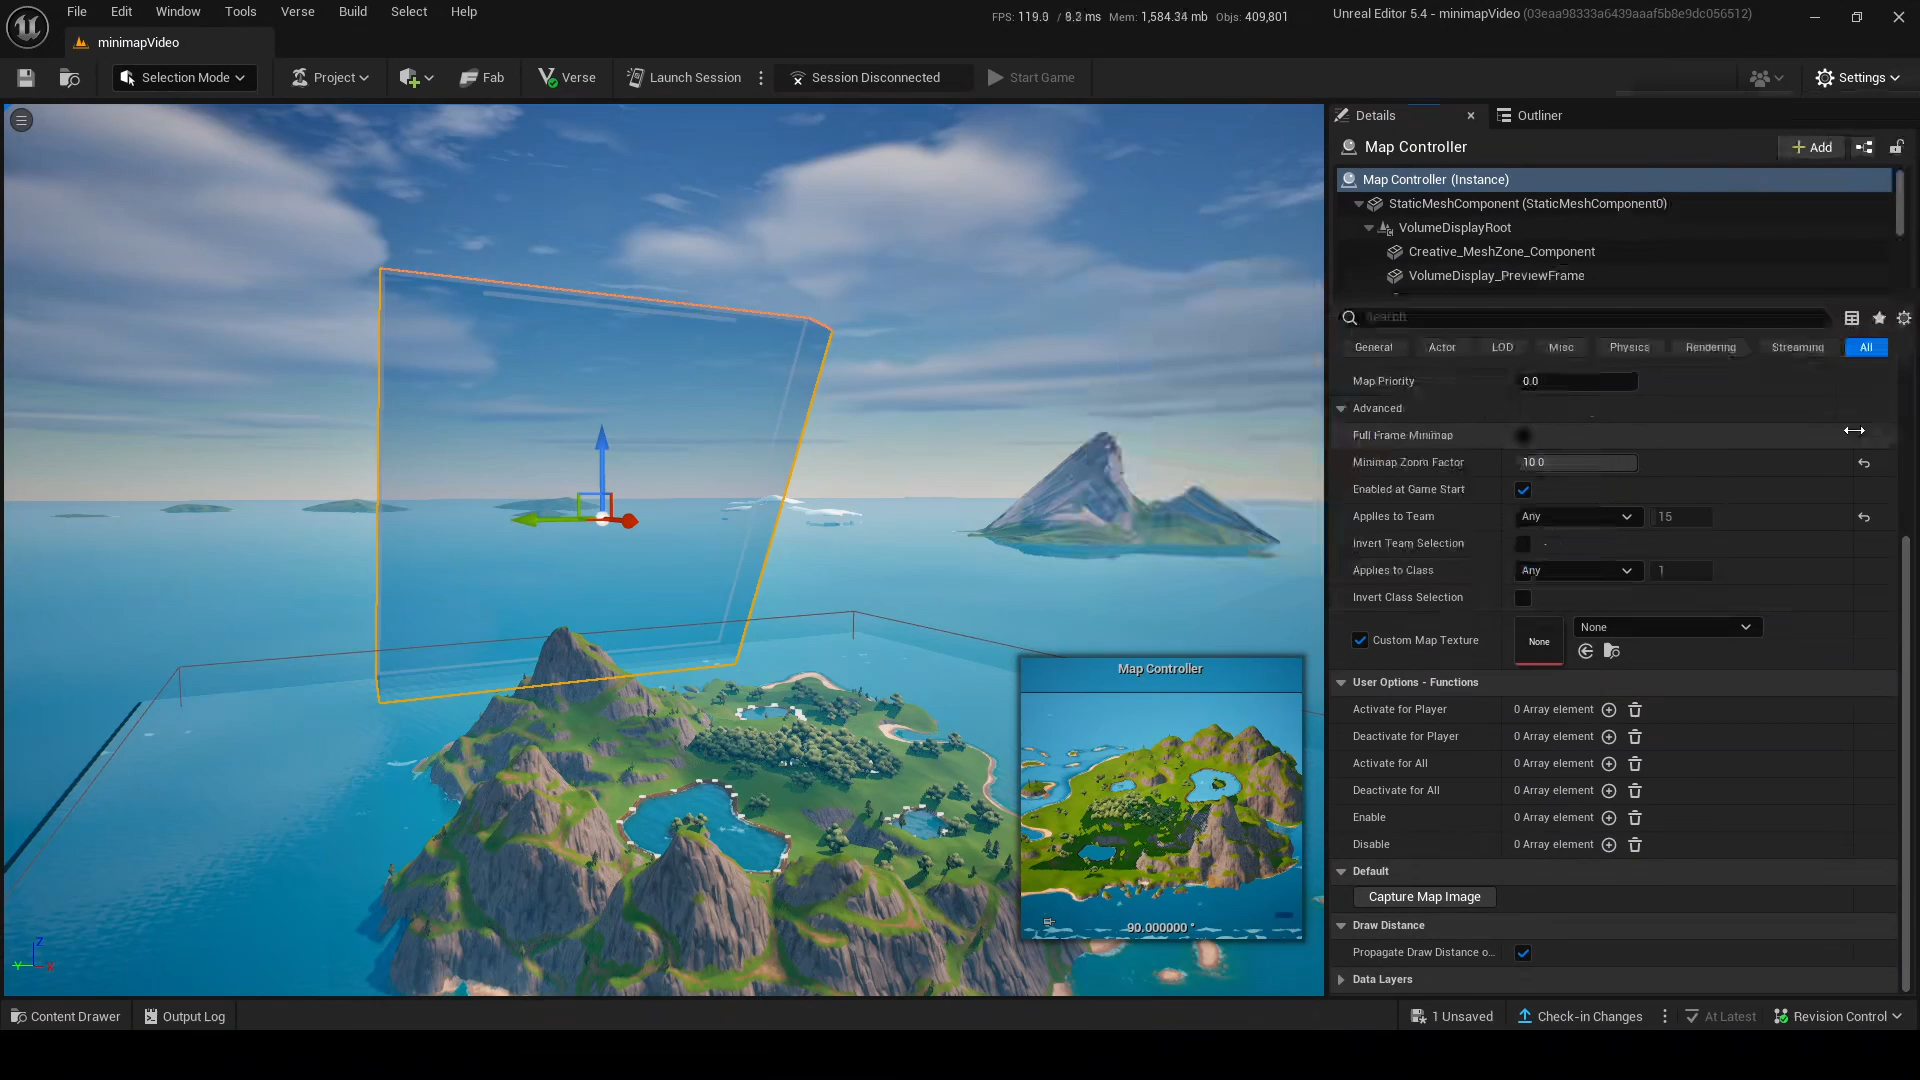 File Edit Window Tools Verse Build Select Help
FPS: 119.0 / 8.3 ms Mem: 1,584.34 mb Objs: 409,801
Unreal Editor 5.4 - minimapVideo (03eaa98333a6439aaaf5b8e9dc056512)
minimapVideo
Selection Mode Project Fab Verse Launch Session Session Disconnected Start Game Settings
Details Outliner
Map Controller Add
Map Controller (Instance)
StaticMeshComponent (StaticMeshComponent0)
VolumeDisplayRoot
Creative_MeshZone_Component
VolumeDisplay_PreviewFrame
Search
General Actor LOD Misc Physics Rendering Streaming All
Map Priority 0.0
Advanced
Full Frame Minimap
Minimap Zoom Factor 10.0
Enabled at Game Start
Applies to Team Any 15
Invert Team Selection
Applies to Class Any 1
Invert Class Selection
Custom Map Texture None None
User Options - Functions
Activate for Player 0 Array element
Deactivate for Player 0 Array element
Activate for All 0 Array element
Deactivate for All 0 Array element
Enable 0 Array element
Disable 0 Array element
Default
Capture Map Image
Draw Distance
Propagate Draw Distance o...
Data Layers
Map Controller
90.000000 °
Z
Y X
Content Drawer Output Log 1 Unsaved Check-in Changes At Latest Revision Control